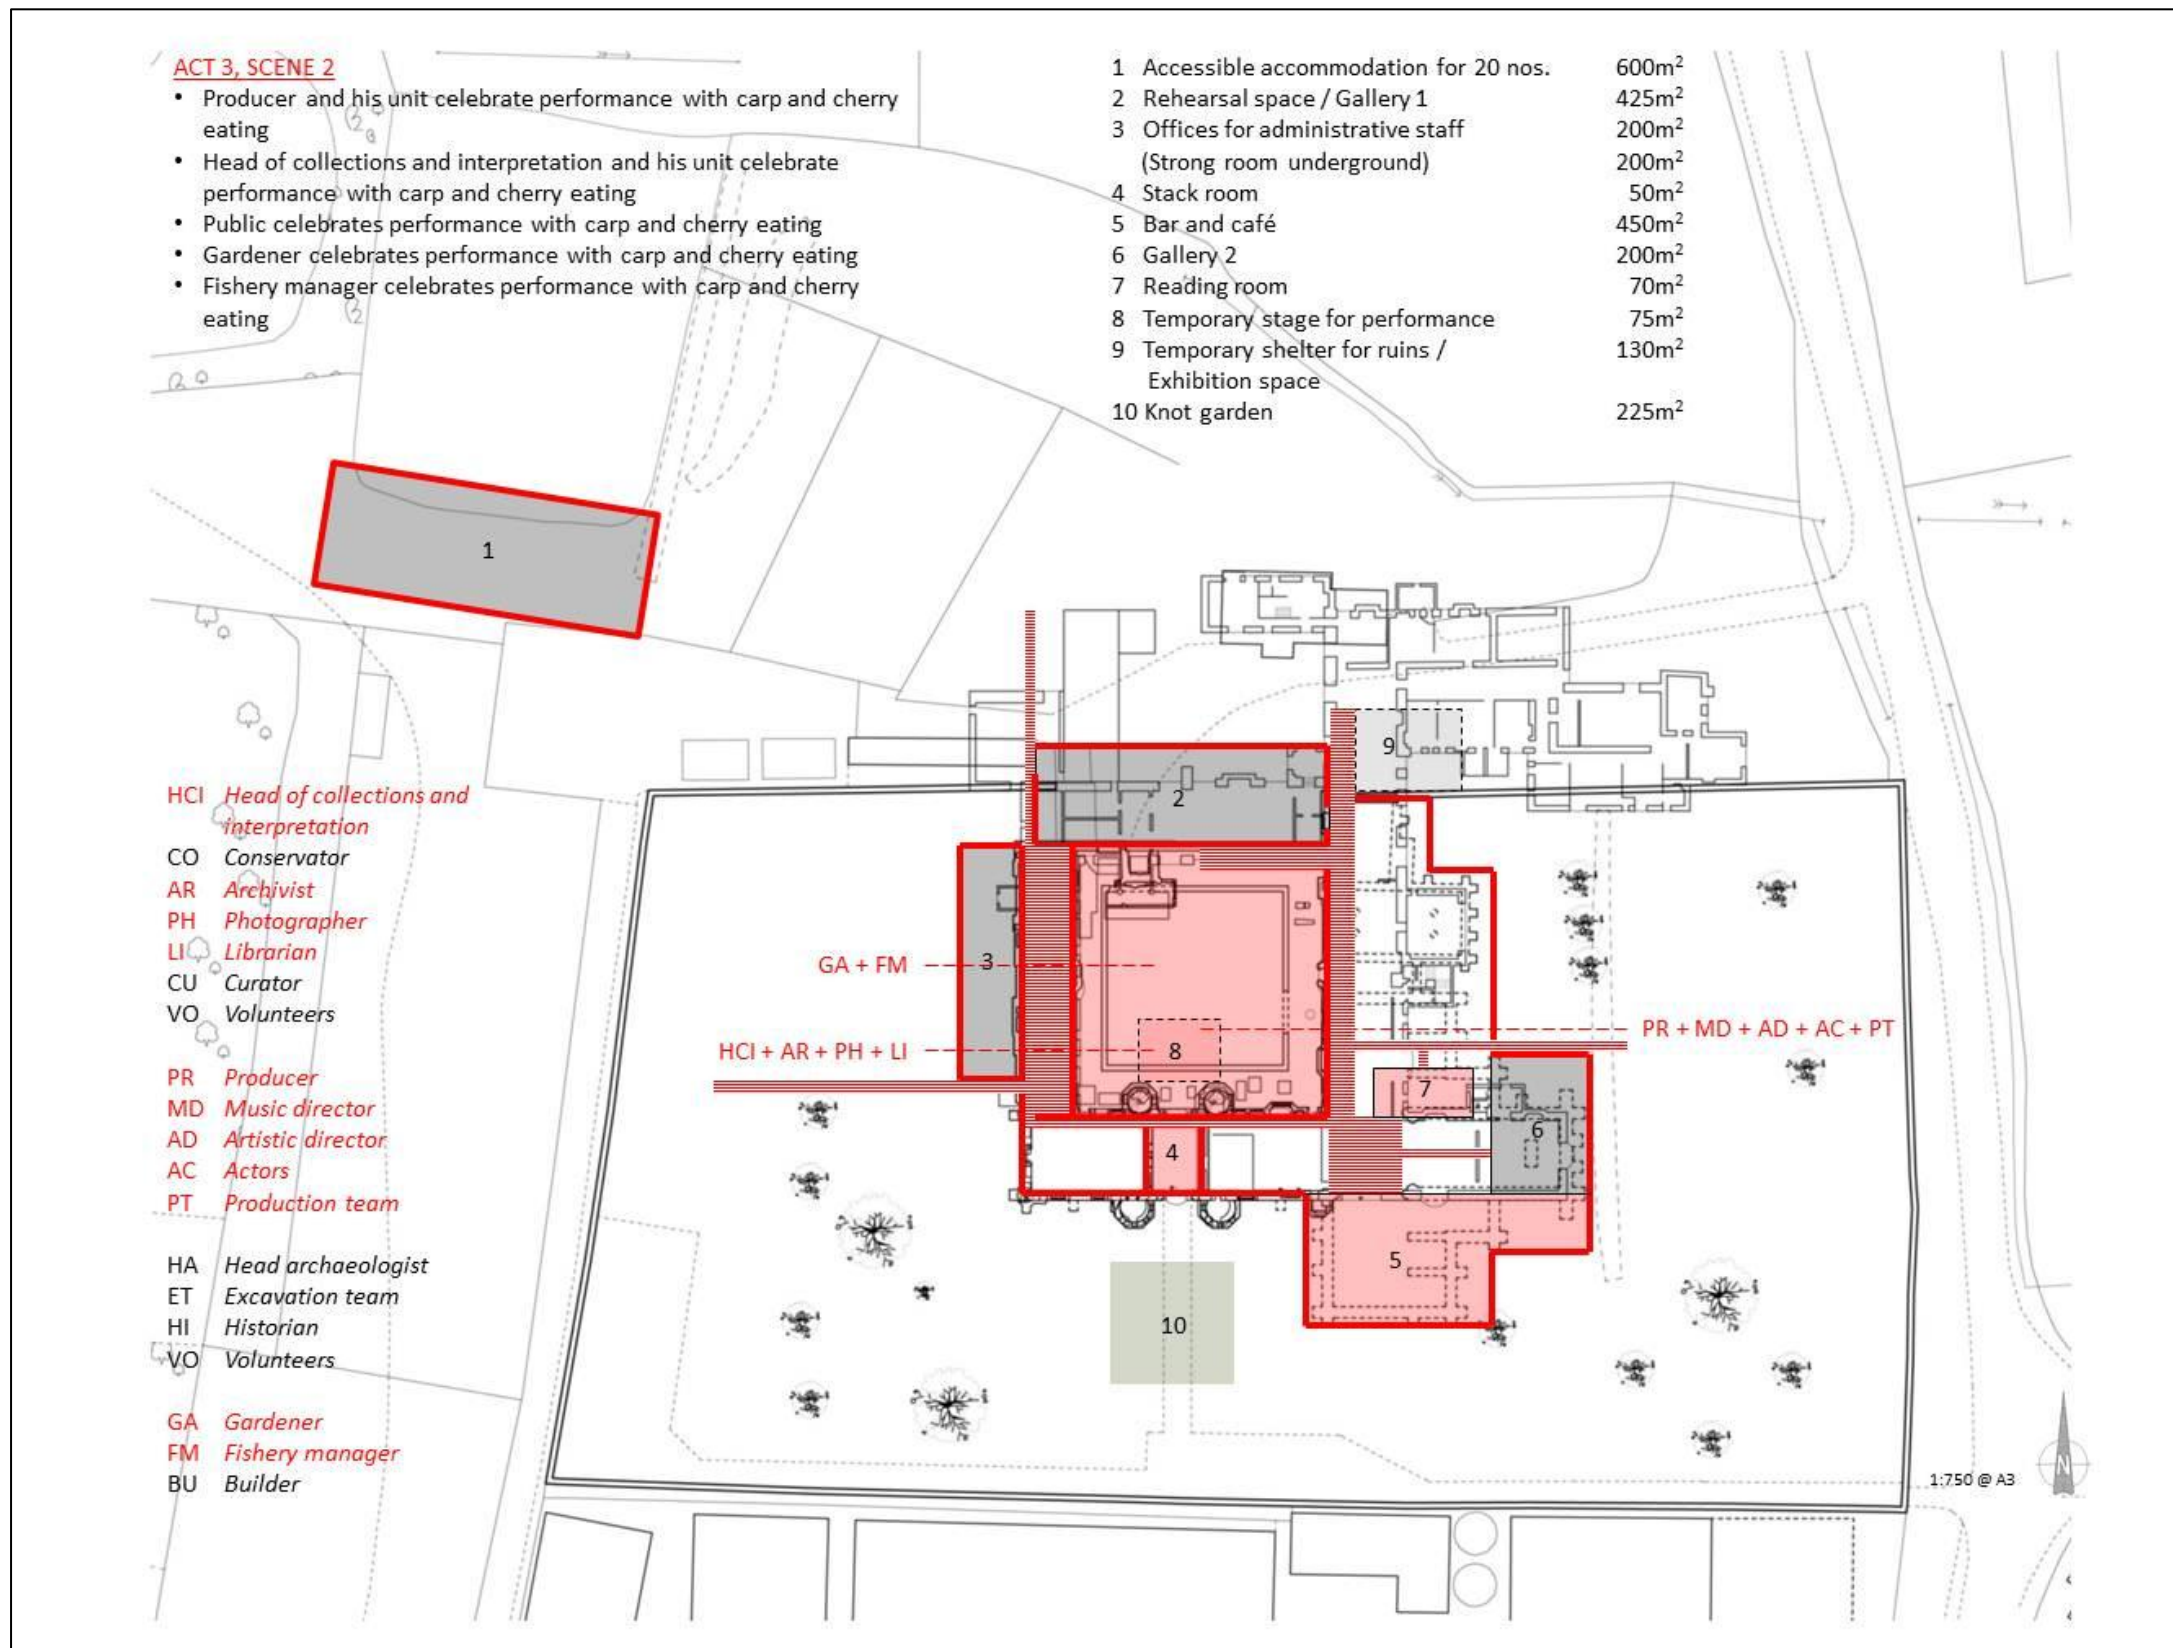 ACT 3, SCENE 2
• Producer and his unit celebrate performance with carp and cherry
eating
• Head of collections and interpretation and his unit celebrate
performance with carp and cherry eating
• Public celebrates performance with carp and cherry eating
• Gardener celebrates performance with carp and cherry eating
• Fishery manager celebrates performance with carp and cherry
eating
1 Accessible accommodation for 20 nos. 600m²
2 Rehearsal space / Gallery 1 425m²
3 Offices for administrative staff 200m²
(Strong room underground) 200m²
4 Stack room 50m²
5 Bar and café 450m²
6 Gallery 2 200m²
7 Reading room 70m²
8 Temporary stage for performance 75m²
9 Temporary shelter for ruins / 130m²
Exhibition space
10 Knot garden 225m²
1
9
2
3
GA + FM
HCI + AR + PH + LI
8
PR + MD + AD + AC + PT
7
6
4
5
10
HCI Head of collections and
interpretation
CO Conservator
AR Archivist
PH Photographer
LI Librarian
CU Curator
VO Volunteers
PR Producer
MD Music director
AD Artistic director
AC Actors
PT Production team
HA Head archaeologist
ET Excavation team
HI Historian
VO Volunteers
GA Gardener
FM Fishery manager
BU Builder
1:750 @ A3
N